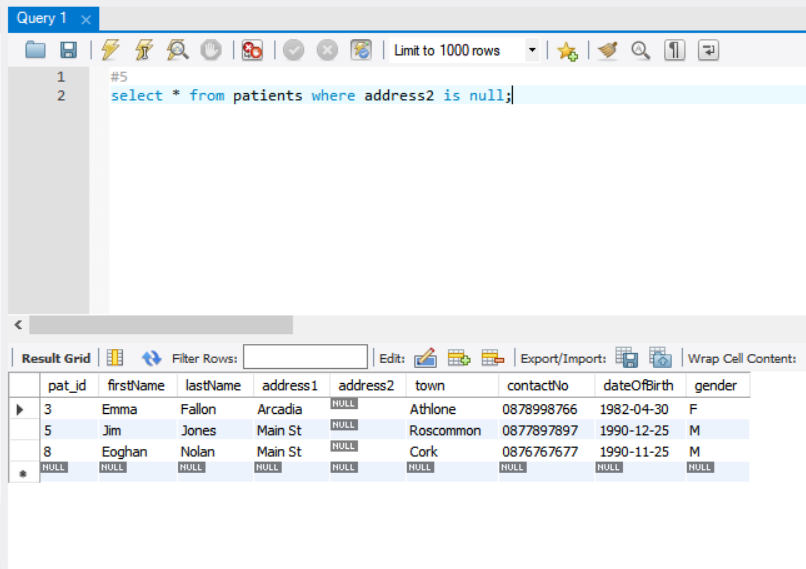 Query 1
Limit to 1000 rows
1 #5
2 select * from patients where address2 is null;
Result Grid Filter Rows: Edit: Export/Import: Wrap Cell Content:
pat_id firstName lastName address1 address2 town contactNo dateOfBirth gender
3 Emma Fallon Arcadia NULL Athlone 0878998766 1982-04-30 F
5 Jim Jones Main St NULL Roscommon 0877897897 1990-12-25 M
8 Eoghan Nolan Main St NULL Cork 0876767677 1990-11-25 M
NULL NULL NULL NULL NULL NULL NULL NULL NULL